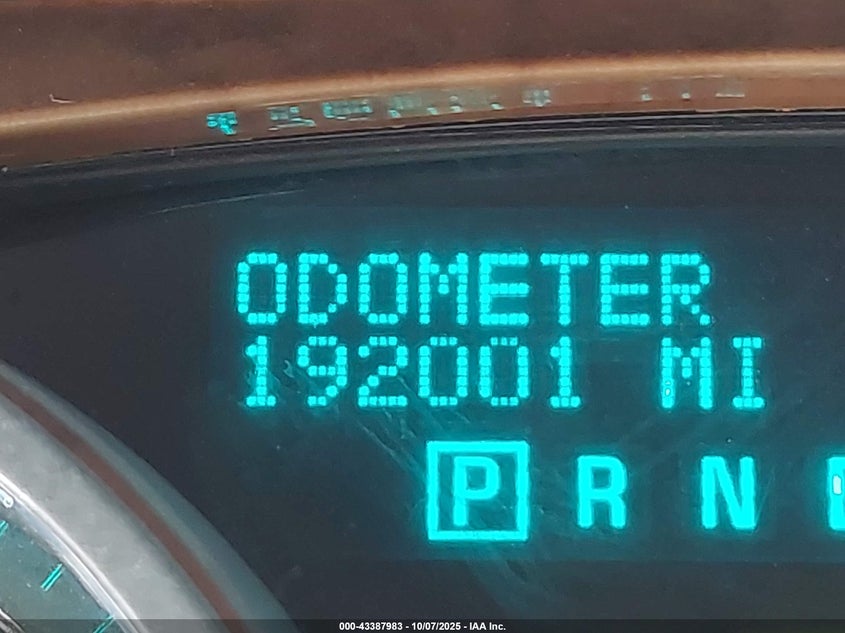 ODOMETER
192001 MI
P R N
000-43387983 - 10/07/2025 - IAA Inc.